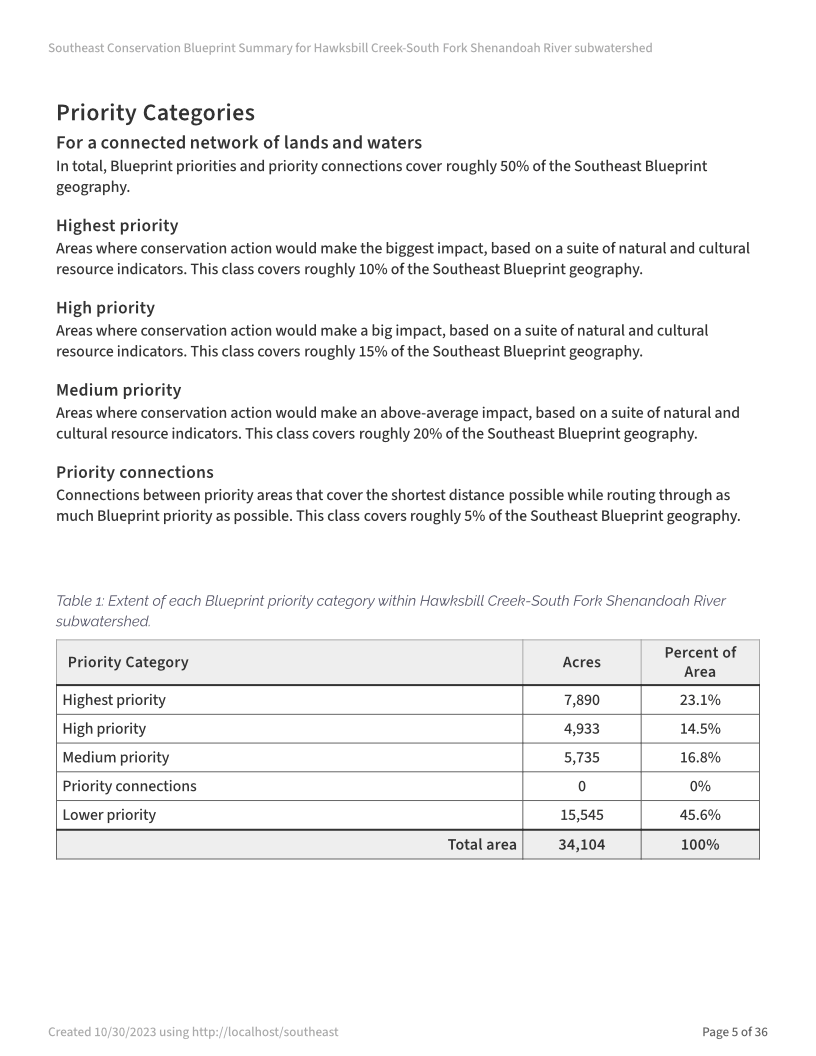 Southeast Conservation Blueprint Summary for Hawksbill Creek-South Fork Shenandoah River subwatershed
Priority Categories
For a connected network of lands and waters
In total, Blueprint priorities and priority connections cover roughly 50% of the Southeast Blueprint
geography.
Highest priority
Areas where conservation action would make the biggest impact, based on a suite of natural and cultural
resource indicators. This class covers roughly 10% of the Southeast Blueprint geography.
High priority
Areas where conservation action would make a big impact, based on a suite of natural and cultural
resource indicators. This class covers roughly 15% of the Southeast Blueprint geography.
Medium priority
Areas where conservation action would make an above-average impact, based on a suite of natural and
cultural resource indicators. This class covers roughly 20% of the Southeast Blueprint geography.
Priority connections
Connections between priority areas that cover the shortest distance possible while routing through as
much Blueprint priority as possible. This class covers roughly 5% of the Southeast Blueprint geography.
Table 1: Extent of each Blueprint priority category within Hawksbill Creek-South Fork Shenandoah River
subwatershed.
Priority Category Acres Percent of
Area
Highest priority 7,890 23.1%
High priority 4,933 14.5%
Medium priority 5,735 16.8%
Priority connections 0 0%
Lower priority 15,545 45.6%
Total area 34,104 100%
Created 10/30/2023 using http://localhost/southeast Page 5 of 36